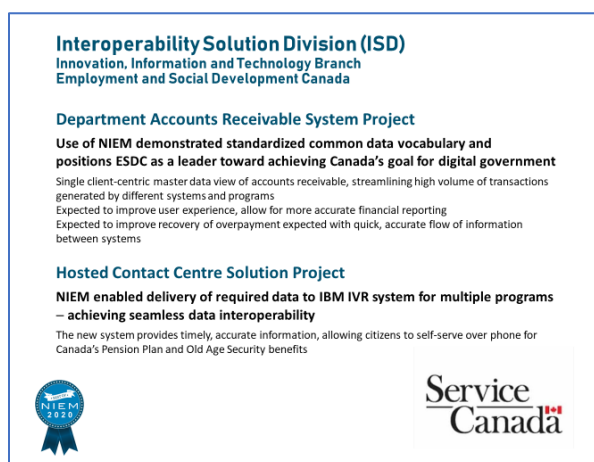 Interoperability Solution Division (ISD)
Innovation, Information and Technology Branch
Employment and Social Development Canada
Department Accounts Receivable System Project
Use of NIEM demonstrated standardized common data vocabulary and
positions ESDC as a leader toward achieving Canada's goal for digital government
Single client-centric master data view of accounts receivable, streamlining high volume of transactions
generated by different systems and programs
Expected to improve user experience, allow for more accurate financial reporting
Expected to improve recovery of overpayment expected with quick, accurate flow of information
between systems
Hosted Contact Centre Solution Project
NIEM enabled delivery of required data to IBM IVR system for multiple programs
– achieving seamless data interoperability
The new system provides timely, accurate information, allowing citizens to self-serve over phone for
Canada's Pension Plan and Old Age Security benefits
NIEM
2020
Service
Canada